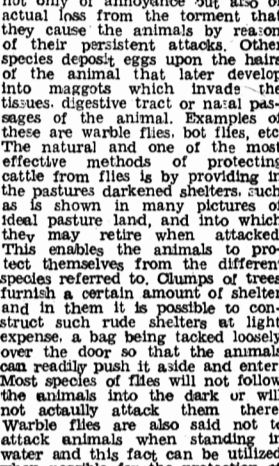 not only of annoyance but also of
actual loss from the torment that
they cause the animals by reason
of their persistent attacks. Othe
species deposit eggs upon the hairs
of the animal that later develop
into maggots which invade the
tissues, digestive tract or nasal pas-
sages of the animal. Examples of
these are warble flies, bot flies, etc
The natural and one of the most
effective methods of protecting
cattle from flies is by providing in
the pastures darkened shelters, such
as is shown in many pictures of
ideal pasture land, and into which
they may retire when attacked
This enables the animals to pro-
tect themselves from the different
species referred to. Clumps of trees
furnish a certain amount of shelte
and in them it is possible to con-
struct such rude shelters at light
expense, a bag being tacked loosely
over the door so that the animals
can readily push it aside and enter
Most species of flies will not follow
the animals into the dark or will
not actaully attack them there
Warble flies are also said not to
attack animals when standing in
water and this fact can be utilized